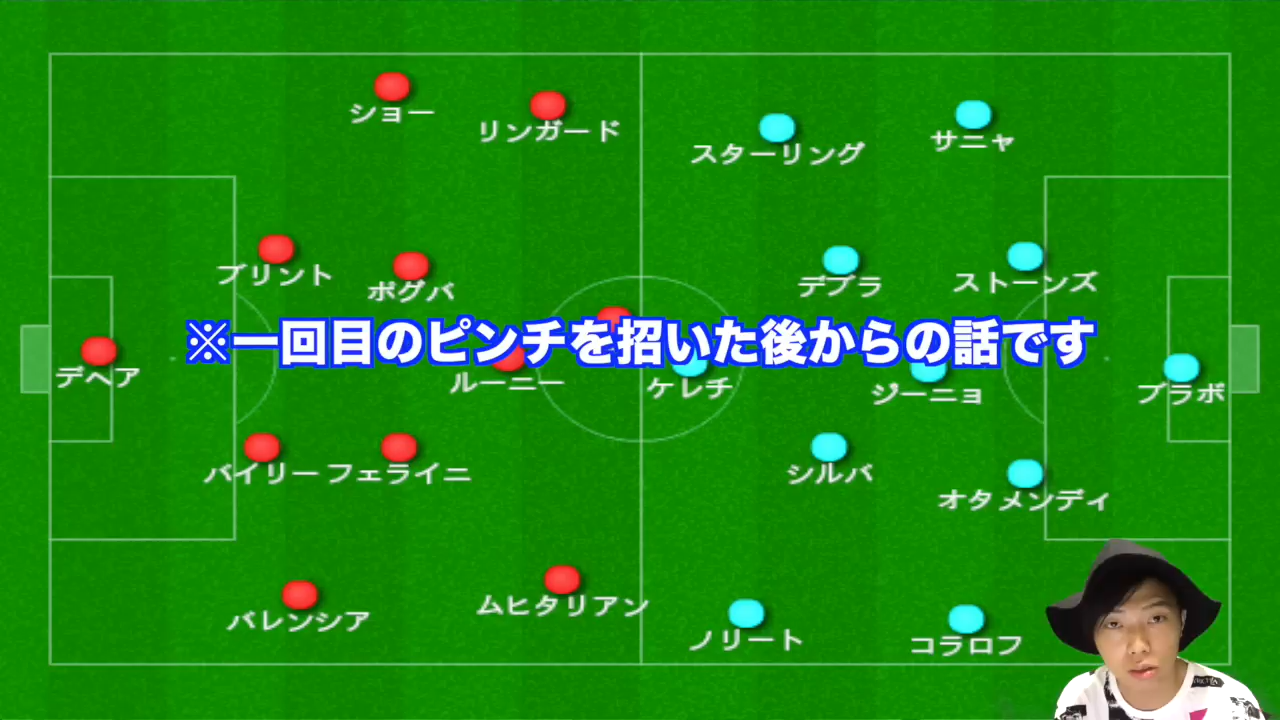 ショー
リンガード
スターリング
サニャ
ブリント
ポグバ
デブラ
ストーンズ
※一回目のピンチを招いた後からの話です
デヘア
ルーニー
ケレチ
ジーニョ
ブラボ
バイリー
フェライニ
シルバ
オタメンディ
バレンシア
ムヒタリアン
ノリート
コラロフ